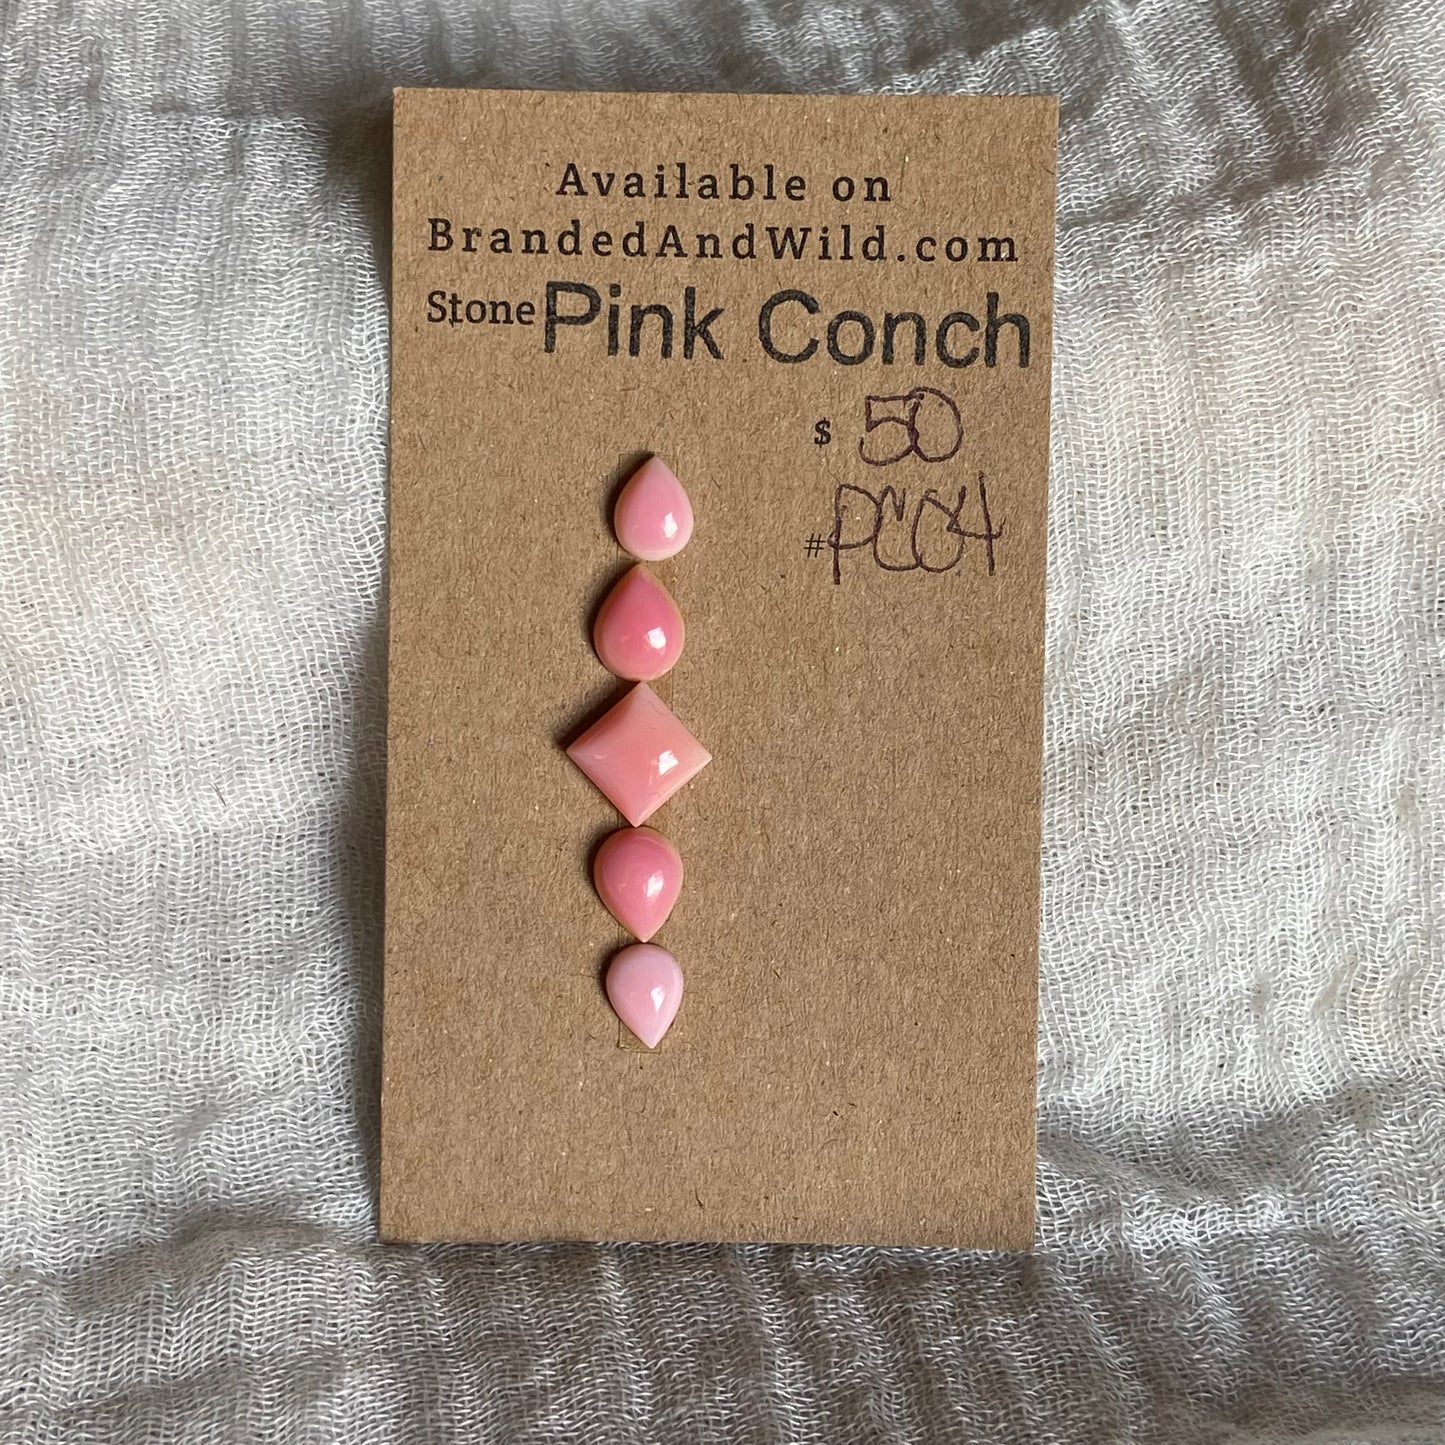 Available on
BrandedAndWild.com
Stone Pink Conch
$ 50
#PC04